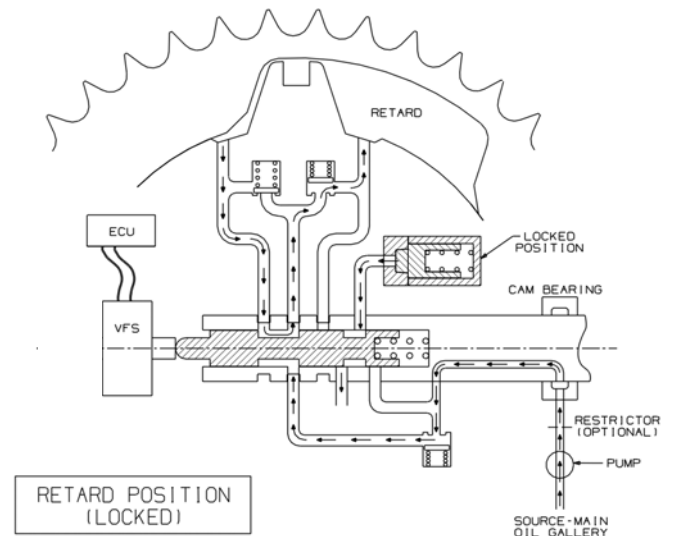 RETARD
ECU
LOCKED
POSITION
CAM BEARING
VFS
RESTRICTOR
(OPTIONAL)
PUMP
RETARD POSITION
(LOCKED)
SOURCE-MAIN
OIL GALLERY